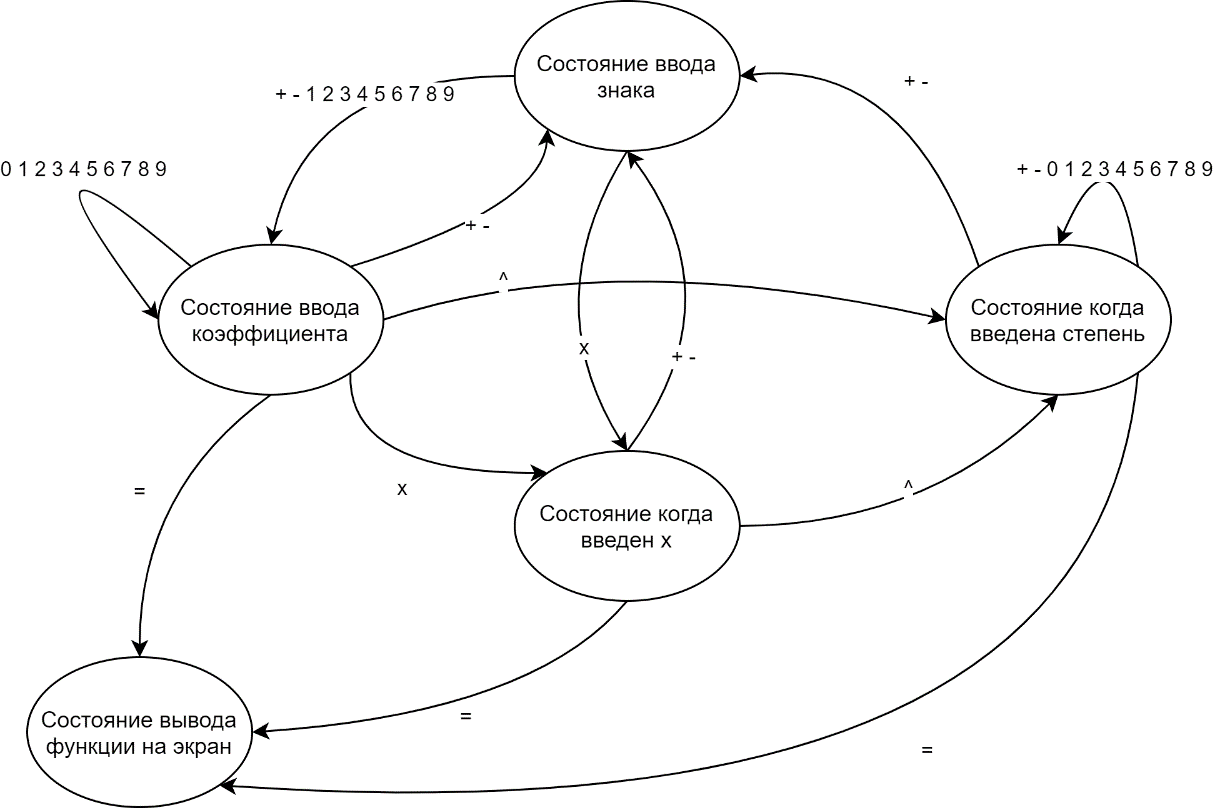 Состояние ввода
знака
+ -
+ - 1 2 3 4 5 6 7 8 9
0 1 2 3 4 5 6 7 8 9
+ - 0 1 2 3 4 5 6 7 8 9
+ -
^
Состояние ввода
коэффициента
Состояние когда
введена степень
x
+ -
=
x
^
Состояние когда
введен x
=
Состояние вывода
функции на экран
=